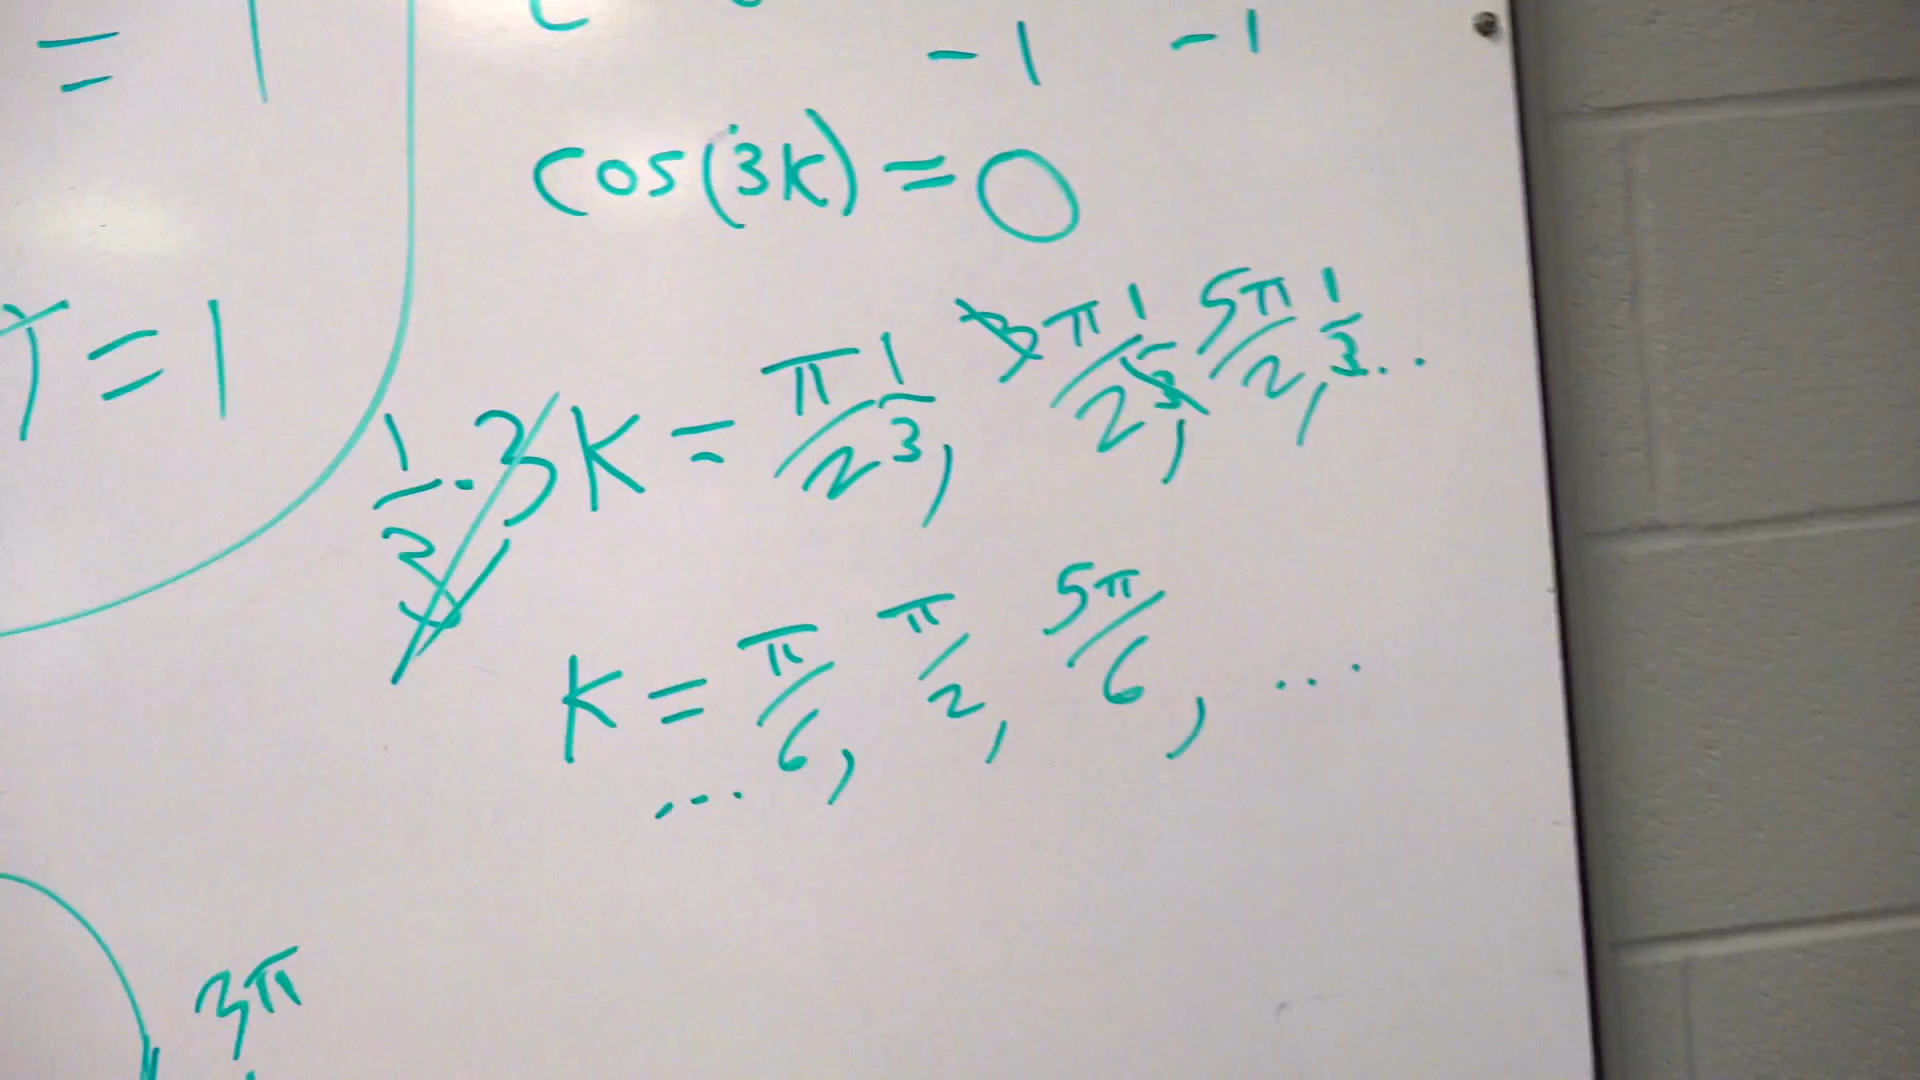 = 1
-1 -1
cos(3K) = 0
T = 1
1/3 · 3K = π/2 1/3, 3π/2 1/3, 5π/2 1/3, ...
K = π/6, π/2, 5π/6, ...
...
3π